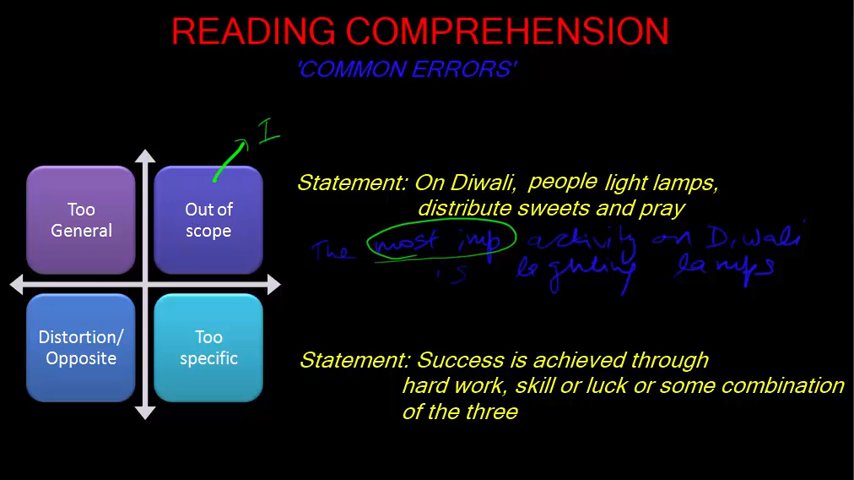 READING COMPREHENSION
'COMMON ERRORS'
I
Too
General
Out of
scope
Distortion/
Opposite
Too
specific
Statement: On Diwali, people light lamps,
distribute sweets and pray
The most imp activity on Diwali
is lighting lamps
Statement: Success is achieved through
hard work, skill or luck or some combination
of the three